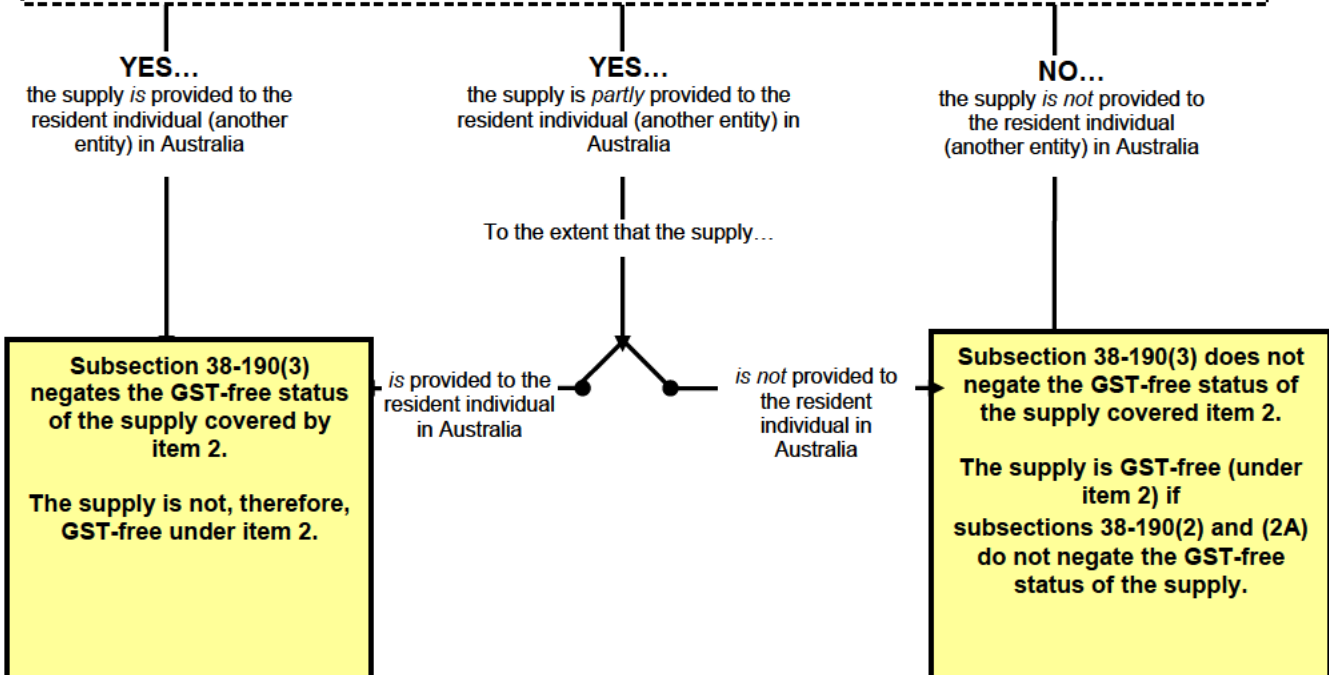 YES…
the supply is provided to the
resident individual (another
entity) in Australia
YES…
the supply is partly provided to the
resident individual (another entity) in
Australia
NO…
the supply is not provided to
the resident individual
(another entity) in Australia
To the extent that the supply…
Subsection 38-190(3)
negates the GST-free status
of the supply covered by
item 2.
The supply is not, therefore,
GST-free under item 2.
is provided to the
resident individual
in Australia
is not provided to
the resident
individual in
Australia
Subsection 38-190(3) does not
negate the GST-free status of
the supply covered item 2.
The supply is GST-free (under
item 2) if
subsections 38-190(2) and (2A)
do not negate the GST-free
status of the supply.